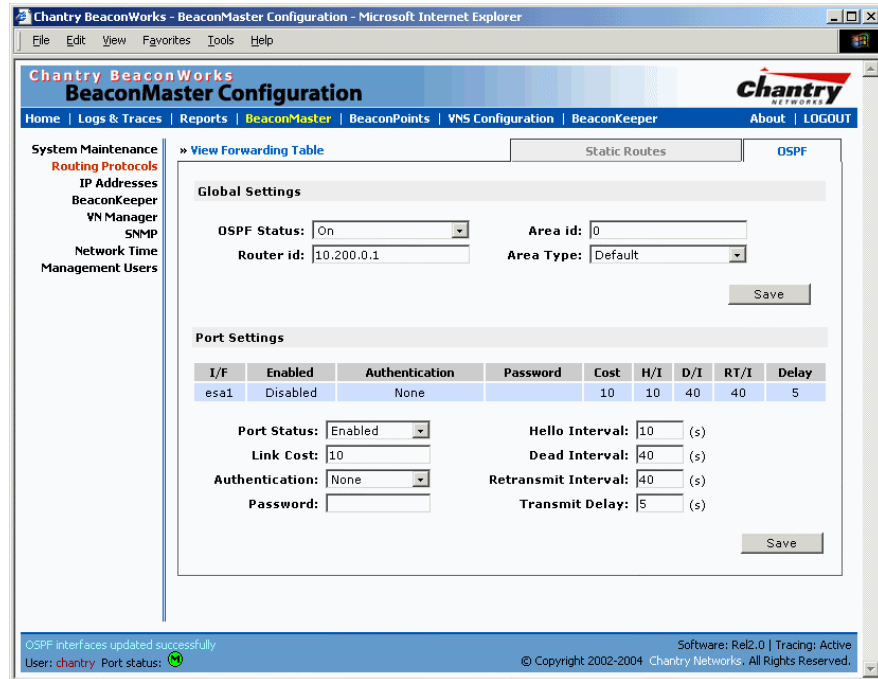 Chantry BeaconWorks - BeaconMaster Configuration - Microsoft Internet Explorer
File Edit View Favorites Tools Help
Chantry BeaconWorks
BeaconMaster Configuration
Chantry
NETWORKS
Home | Logs & Traces | Reports | BeaconMaster | BeaconPoints | VNS Configuration | BeaconKeeper About | LOGOUT
System Maintenance
Routing Protocols
IP Addresses
BeaconKeeper
VN Manager
SNMP
Network Time
Management Users
» View Forwarding Table Static Routes OSPF
Global Settings
OSPF Status: On Area id: 0
Router id: 10.200.0.1 Area Type: Default
Save
Port Settings
I/F Enabled Authentication Password Cost H/I D/I RT/I Delay
esa1 Disabled None 10 10 40 40 5
Port Status: Enabled Hello Interval: 10 (s)
Link Cost: 10 Dead Interval: 40 (s)
Authentication: None Retransmit Interval: 40 (s)
Password: Transmit Delay: 5 (s)
Save
OSPF interfaces updated successfully Software: Rel2.0 | Tracing: Active
User: chantry Port status: M © Copyright 2002-2004 Chantry Networks. All Rights Reserved.